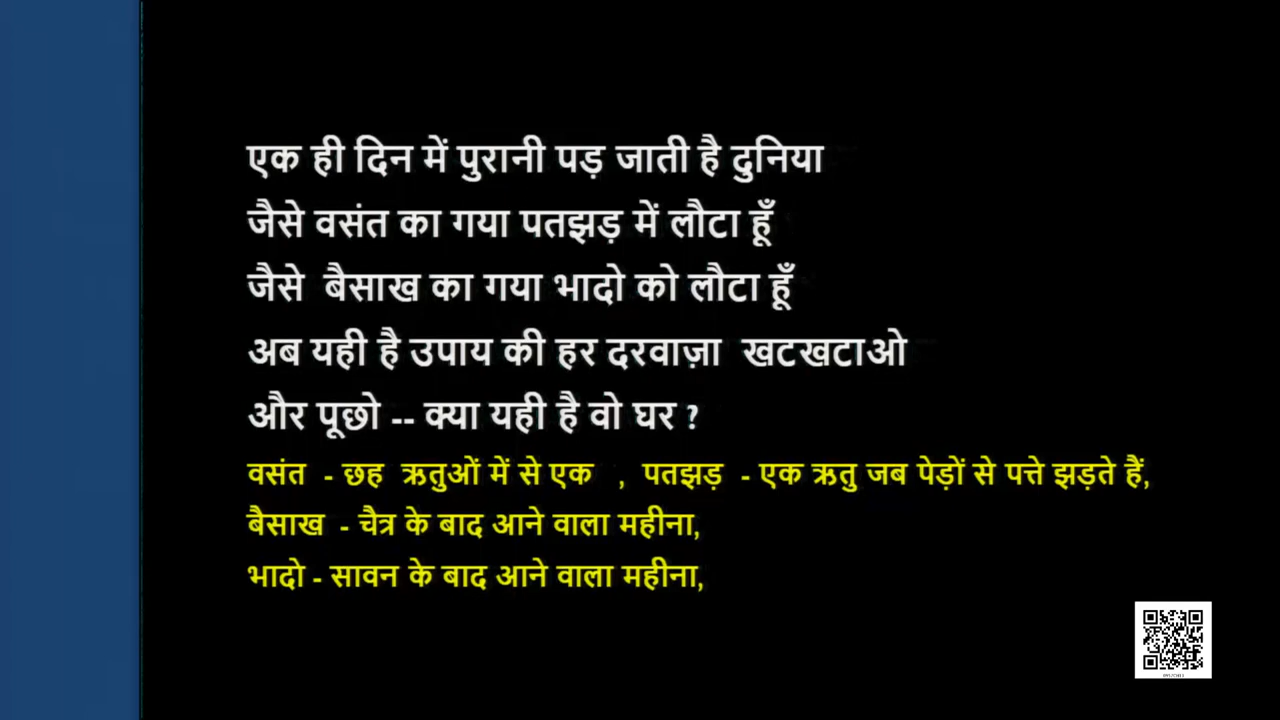 एक ही दिन में पुरानी पड़ जाती है दुनिया
जैसे वसंत का गया पतझड़ में लौटा हूँ
जैसे बैसाख का गया भादो को लौटा हूँ
अब यही है उपाय की हर दरवाज़ा खटखटाओ
और पूछो -- क्या यही है वो घर ?
वसंत - छह ऋतुओं में से एक , पतझड़ - एक ऋतु जब पेड़ों से पत्ते झड़ते हैं,
बैसाख - चैत्र के बाद आने वाला महीना,
भादो - सावन के बाद आने वाला महीना,